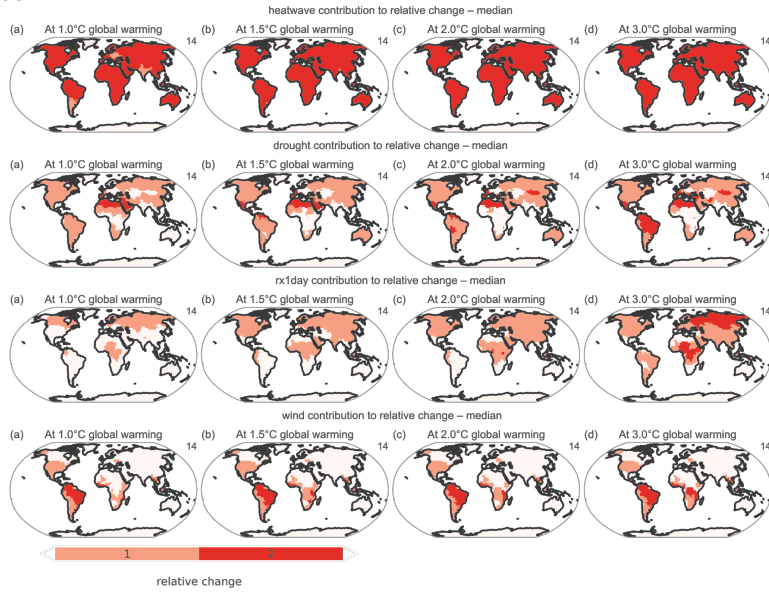 heatwave contribution to relative change – median
(a) At 1.0°C global warming 14 (b) At 1.5°C global warming 14 (c) At 2.0°C global warming 14 (d) At 3.0°C global warming 14
drought contribution to relative change – median
(a) At 1.0°C global warming 14 (b) At 1.5°C global warming 14 (c) At 2.0°C global warming 14 (d) At 3.0°C global warming 14
rx1day contribution to relative change – median
(a) At 1.0°C global warming 14 (b) At 1.5°C global warming 14 (c) At 2.0°C global warming 14 (d) At 3.0°C global warming 14
wind contribution to relative change – median
(a) At 1.0°C global warming 14 (b) At 1.5°C global warming 14 (c) At 2.0°C global warming 14 (d) At 3.0°C global warming 14
1 2
relative change